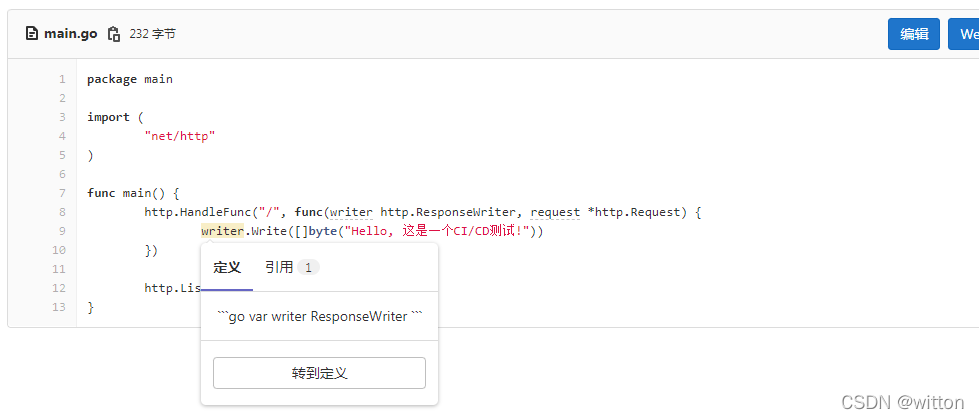 main.go 232 字节 编辑 We
1 package main
2
3 import (
4 "net/http"
5 )
6
7 func main() {
8 http.HandleFunc("/", func(writer http.ResponseWriter, request *http.Request) {
9 writer.Write([]byte("Hello, 这是一个CI/CD测试!"))
10 })
11
12 http.Lis
13 }
定义 引用 1
```go var writer ResponseWriter ```
转到定义
CSDN @witton